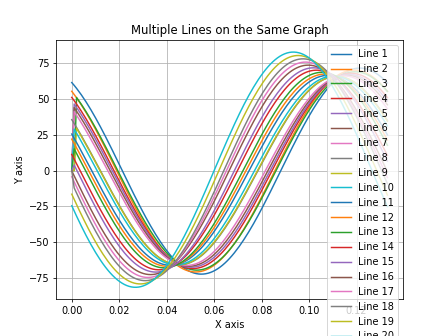 Multiple Lines on the Same Graph
Y axis
75
50
25
0
−25
−50
−75
0.00
0.02
0.04
0.06
0.08
0.10
X axis
Line 1
Line 2
Line 3
Line 4
Line 5
Line 6
Line 7
Line 8
Line 9
Line 10
Line 11
Line 12
Line 13
Line 14
Line 15
Line 16
Line 17
Line 18
Line 19
Line 20